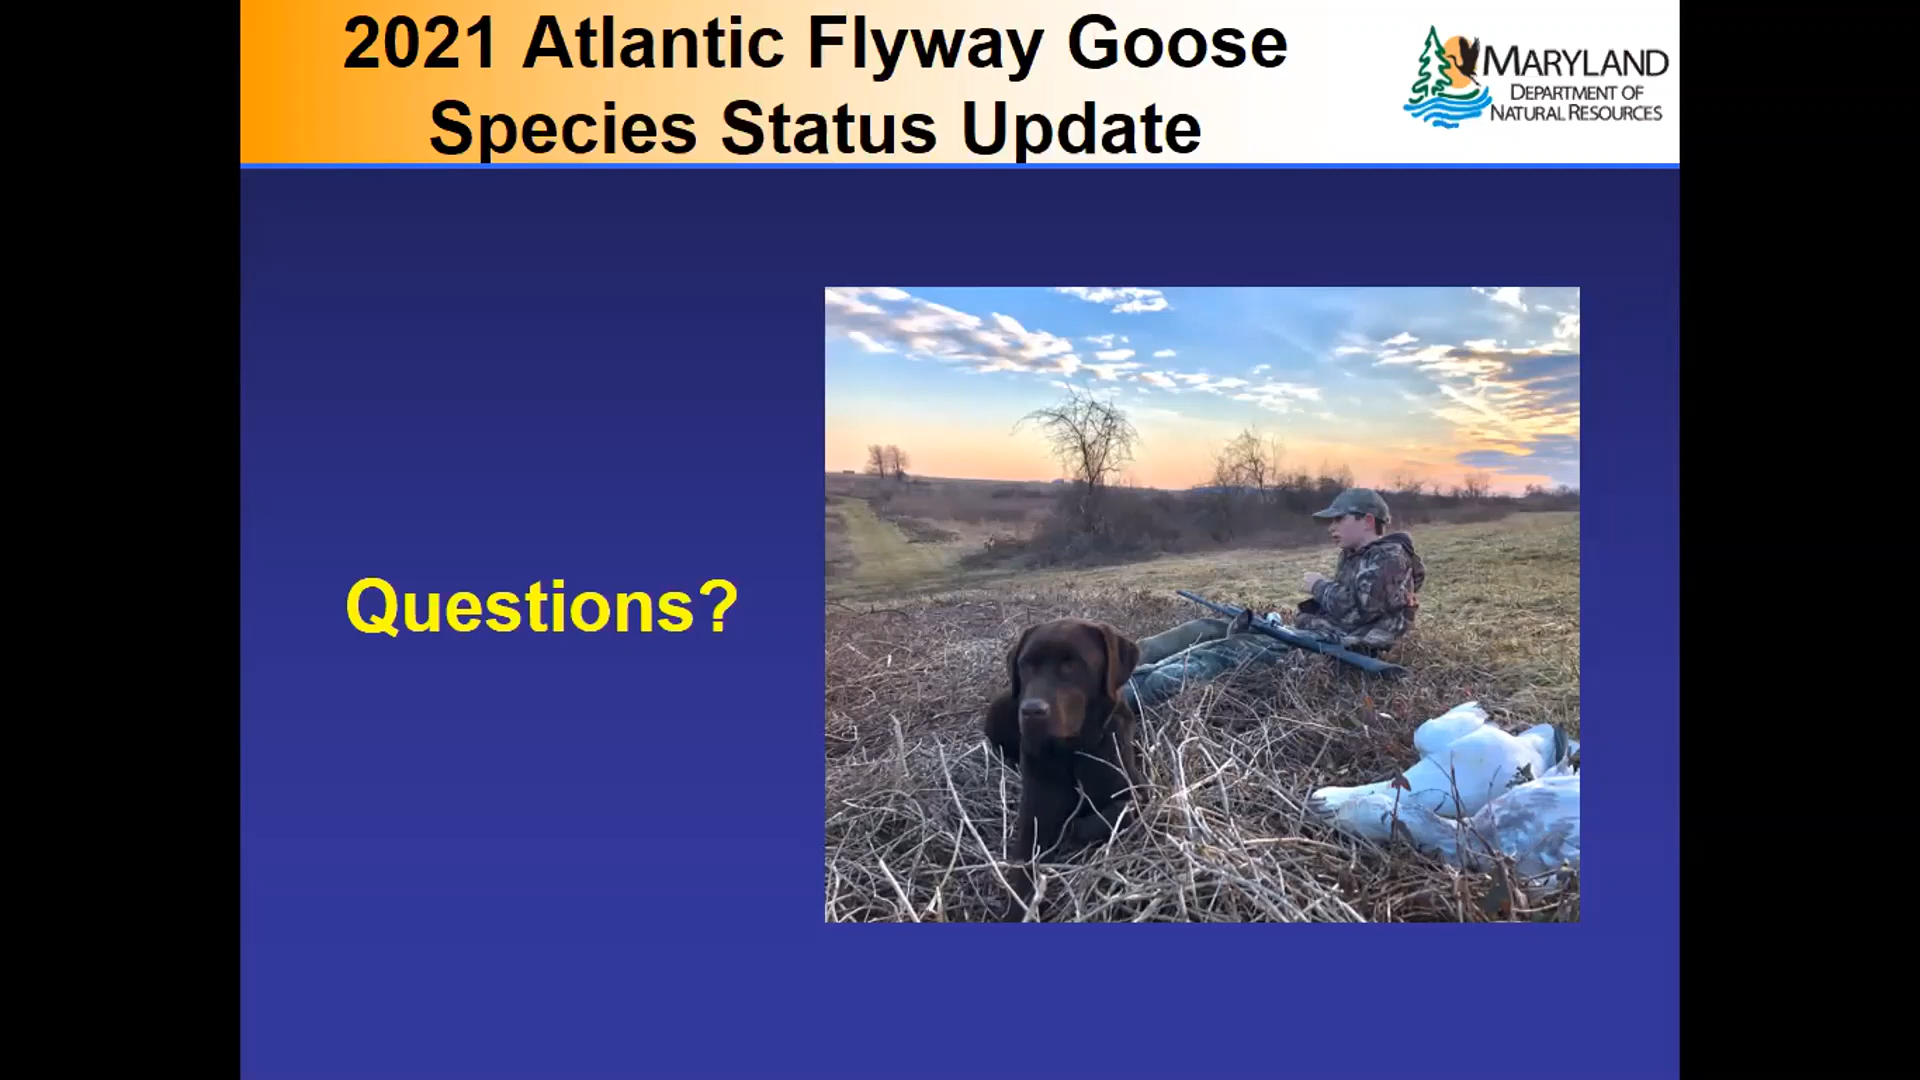 2021 Atlantic Flyway Goose
Species Status Update
MARYLAND
DEPARTMENT OF
NATURAL RESOURCES
Questions?